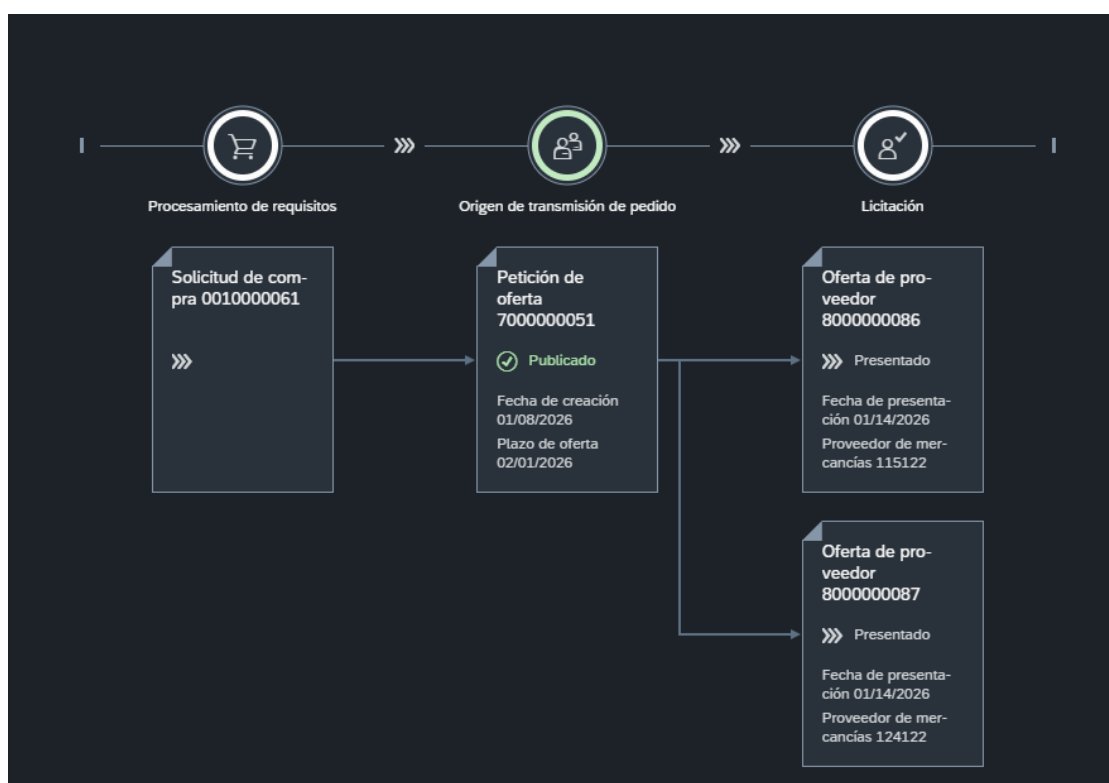 Procesamiento de requisitos
Origen de transmisión de pedido
Licitación
Solicitud de com-
pra 0010000061
Petición de
oferta
7000000051
Publicado
Fecha de creación
01/08/2026
Plazo de oferta
02/01/2026
Oferta de pro-
veedor
8000000086
Presentado
Fecha de presenta-
ción 01/14/2026
Proveedor de mer-
cancías 115122
Oferta de pro-
veedor
8000000087
Presentado
Fecha de presenta-
ción 01/14/2026
Proveedor de mer-
cancías 124122